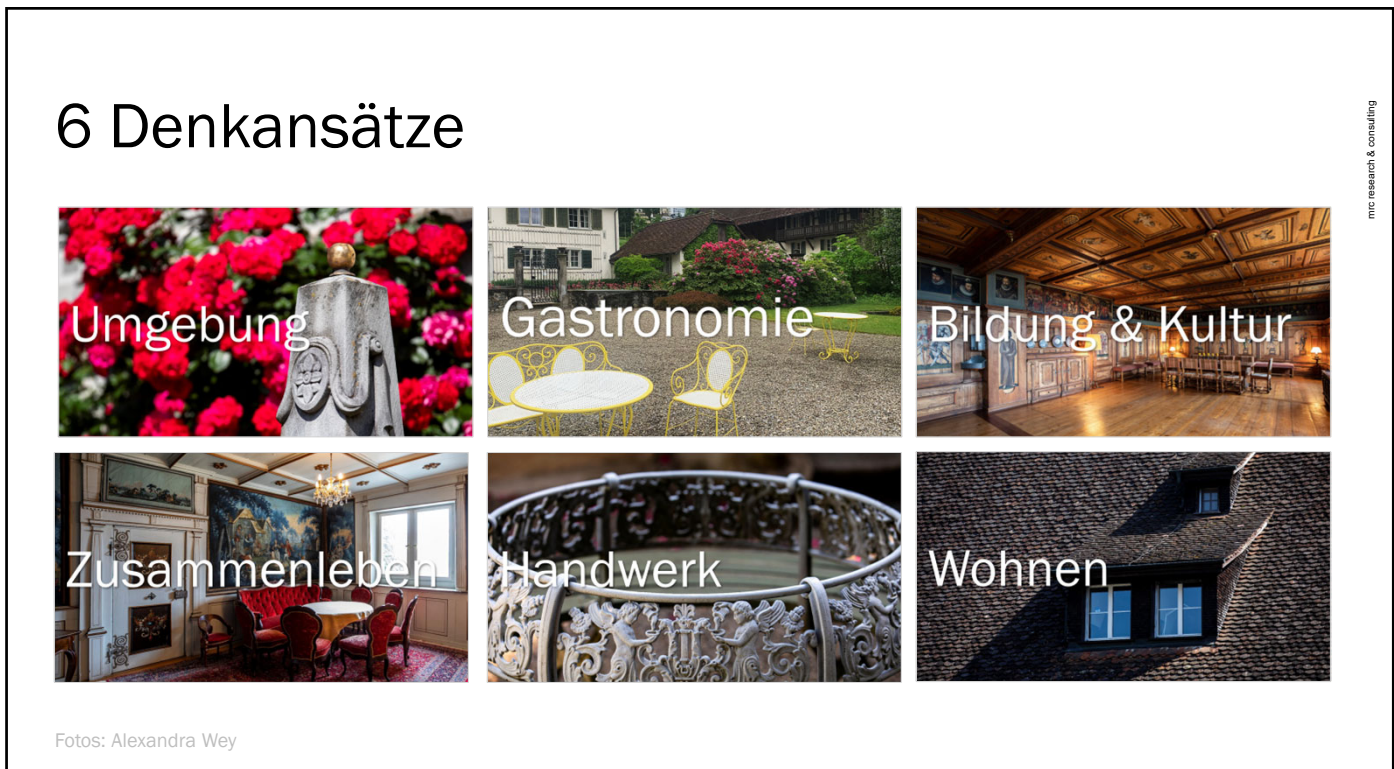 6 Denkansätze
mrc research & consulting
Umgebung
Gastronomie
Bildung & Kultur
Zusammenleben
Handwerk
Wohnen
Fotos: Alexandra Wey